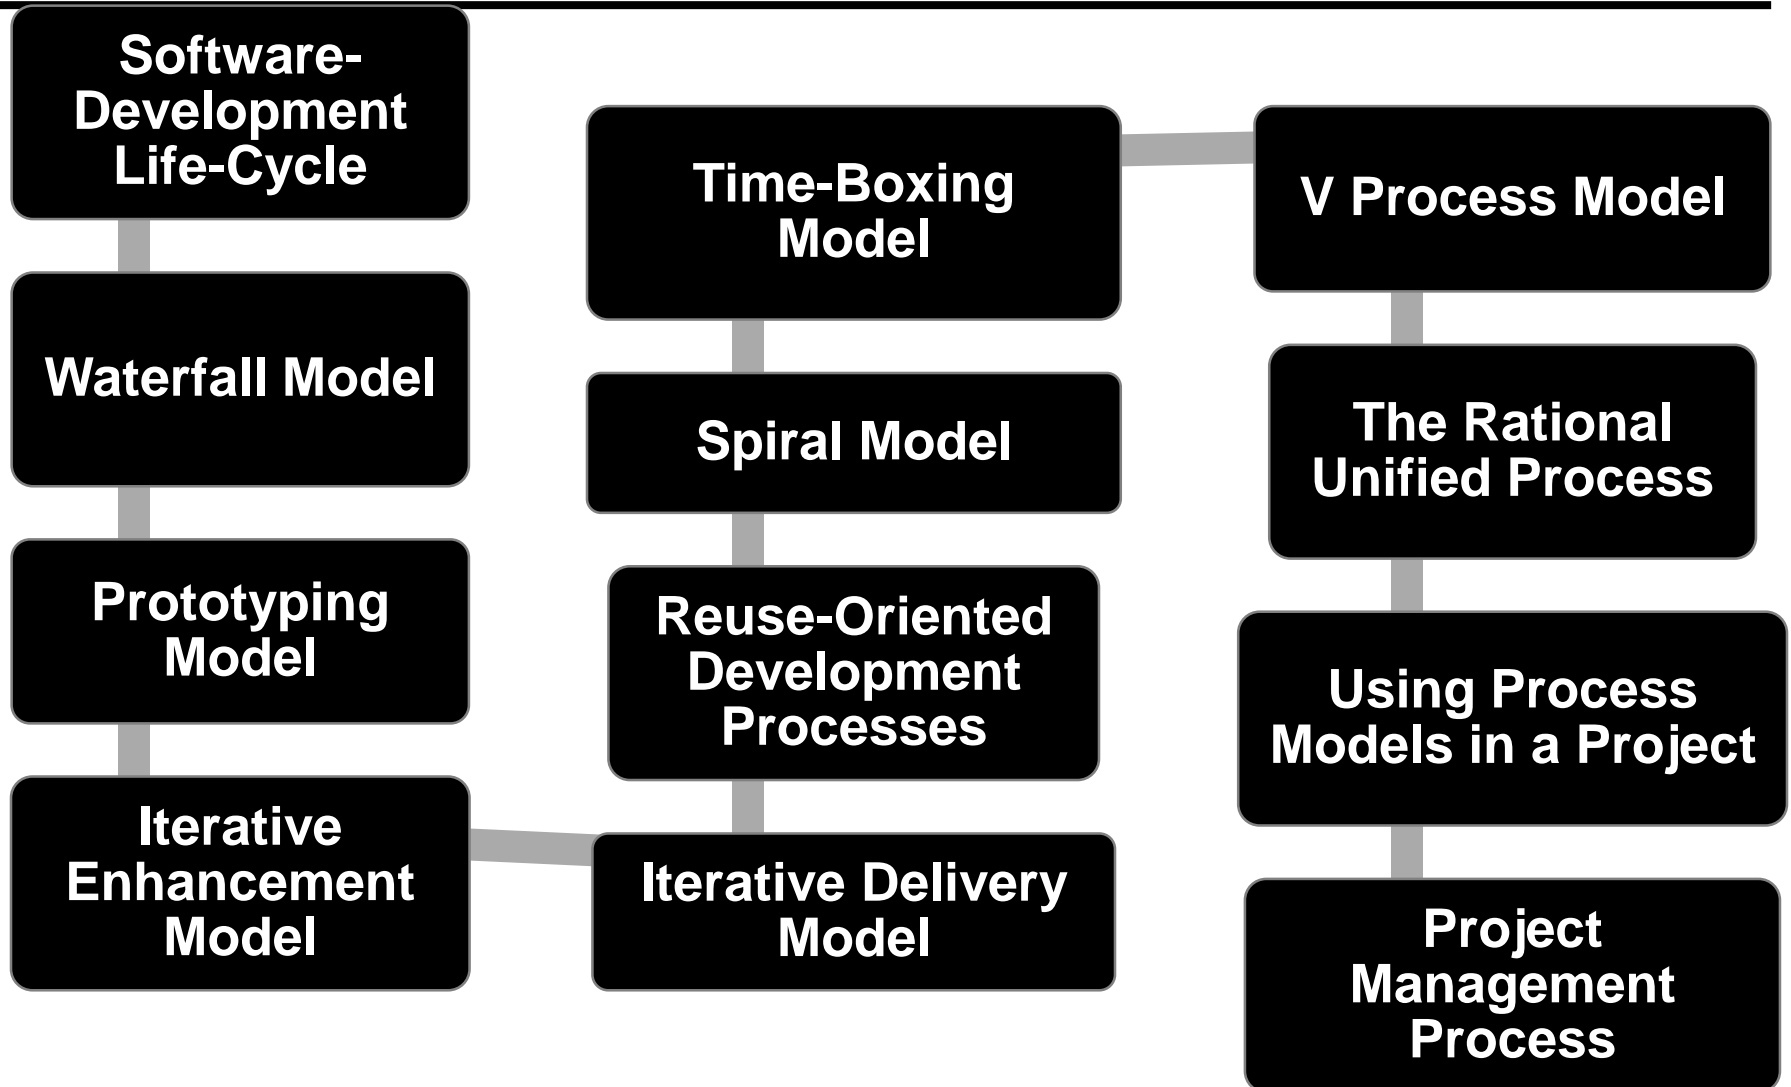 Software-
Development
Life-Cycle
Waterfall Model
Prototyping
Model
Iterative
Enhancement
Model
Iterative Delivery
Model
Reuse-Oriented
Development
Processes
Spiral Model
Time-Boxing
Model
V Process Model
The Rational
Unified Process
Using Process
Models in a Project
Project
Management
Process